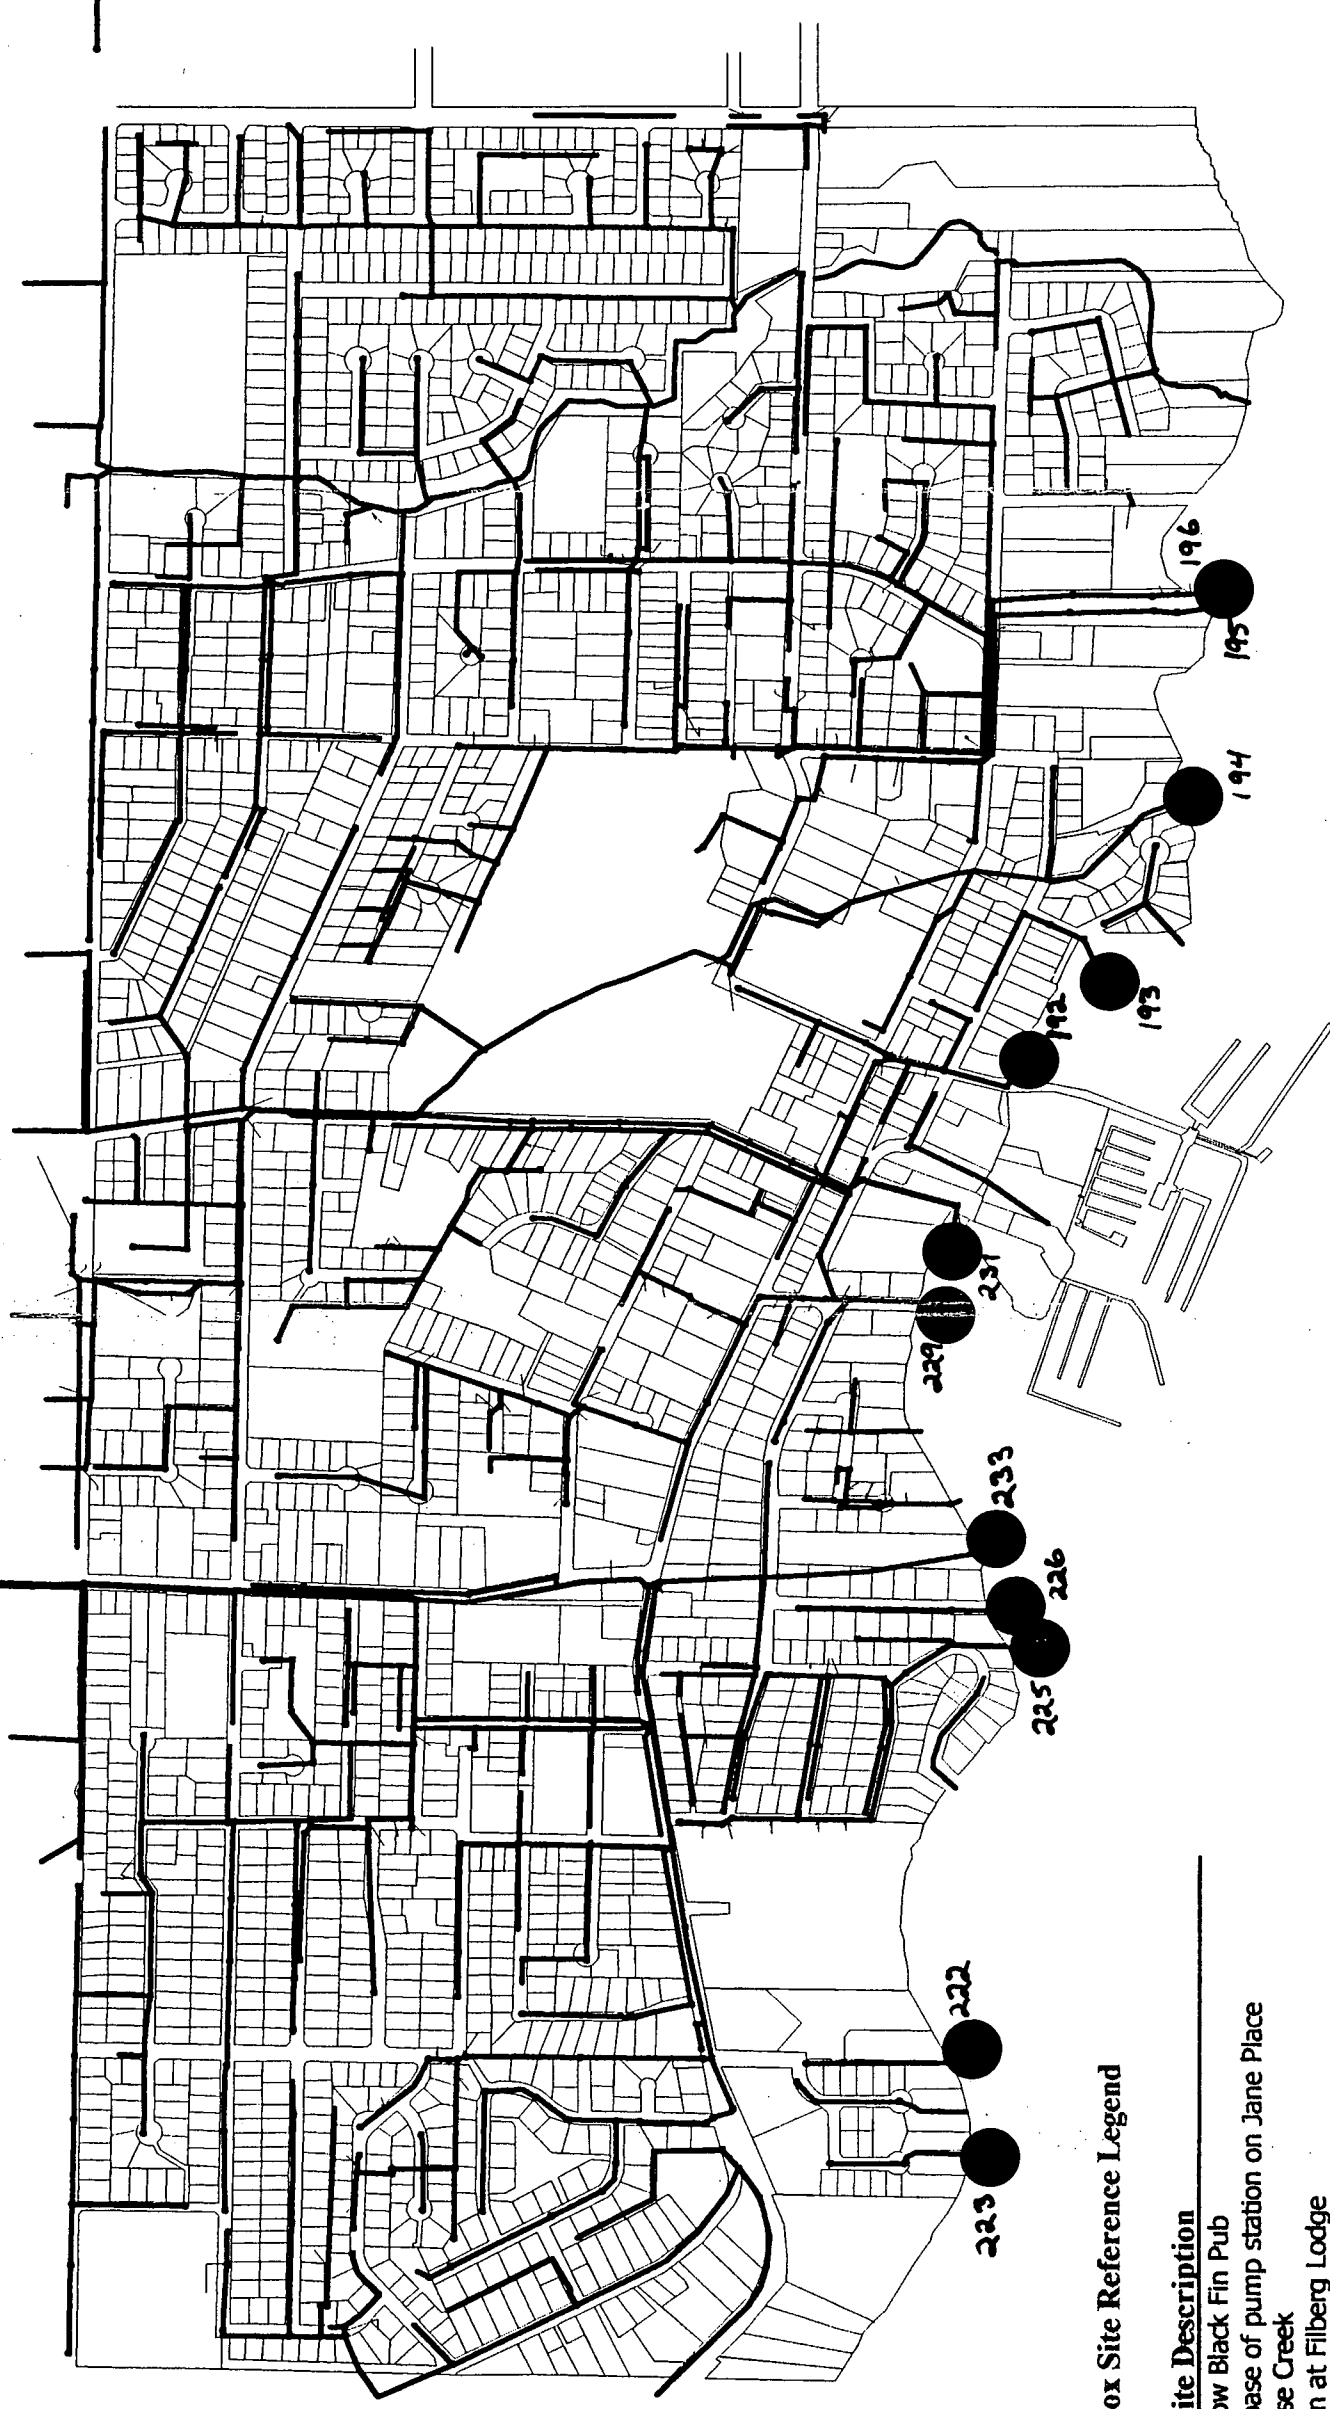 196
195
194
193
192
231
229
233
226
225
222
223
ox Site Reference Legend
ite Description
ow Black Fin Pub
base of pump station on Jane Place
se Creek
n at Filberg Lodge